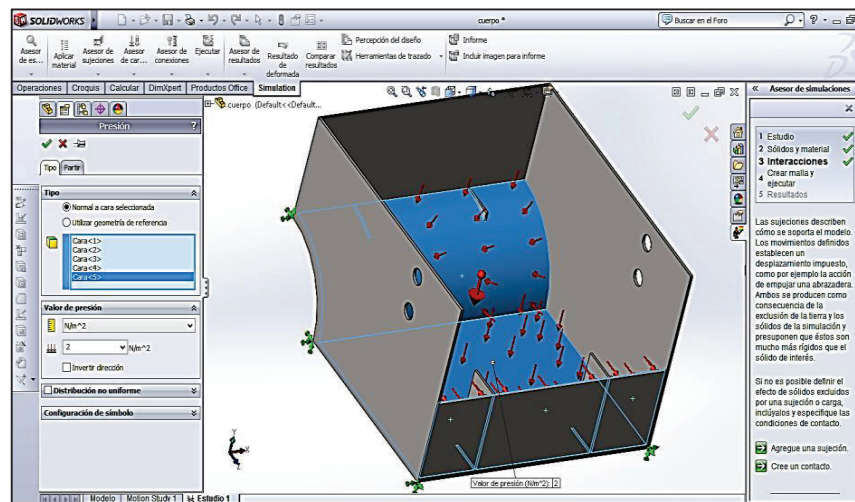 SOLIDWORKS
cuerpo *
Buscar en el Foro
Asesor de es...
Aplicar material
Asesor de sujeciones
Asesor de car...
Asesor de conexiones
Ejecutar
Asesor de resultados
Resultado de deformada
Comparar resultados
Percepción del diseño
Herramientas de trazado
Informe
Incluir imagen para informe
Operaciones
Croquis
Calcular
DimXpert
Productos Office
Simulation
cuerpo (Default<<Default...
Presión
?
Tipo
Partir
Tipo
Normal a cara seleccionada
Utilizar geometría de referencia
Cara<1>
Cara<2>
Cara<3>
Cara<4>
Cara<5>
Valor de presión
N/m^2
2
N/m^2
Invertir dirección
Distribución no uniforme
Configuración de símbolo
Valor de presión (N/m^2): 2
Modelo
Motion Study 1
Estudio 1
Asesor de simulaciones
1 Estudio
2 Sólidos y material
3 Interacciones
4 Crear malla y
ejecutar
5 Resultados
Las sujeciones describen
cómo se soporta el modelo.
Los movimientos definidos
establecen un
desplazamiento impuesto,
como por ejemplo la acción
de empujar una abrazadera.
Ambos se producen como
consecuencia de la
exclusión de la tierra y los
sólidos de la simulación y
presuponen que éstos son
mucho más rígidos que el
sólido de interés.
Si no es posible definir el
efecto de sólidos excluidos
por una sujeción o carga,
inclúyalos y especifique las
condiciones de contacto.
Agregue una sujeción.
Cree un contacto.